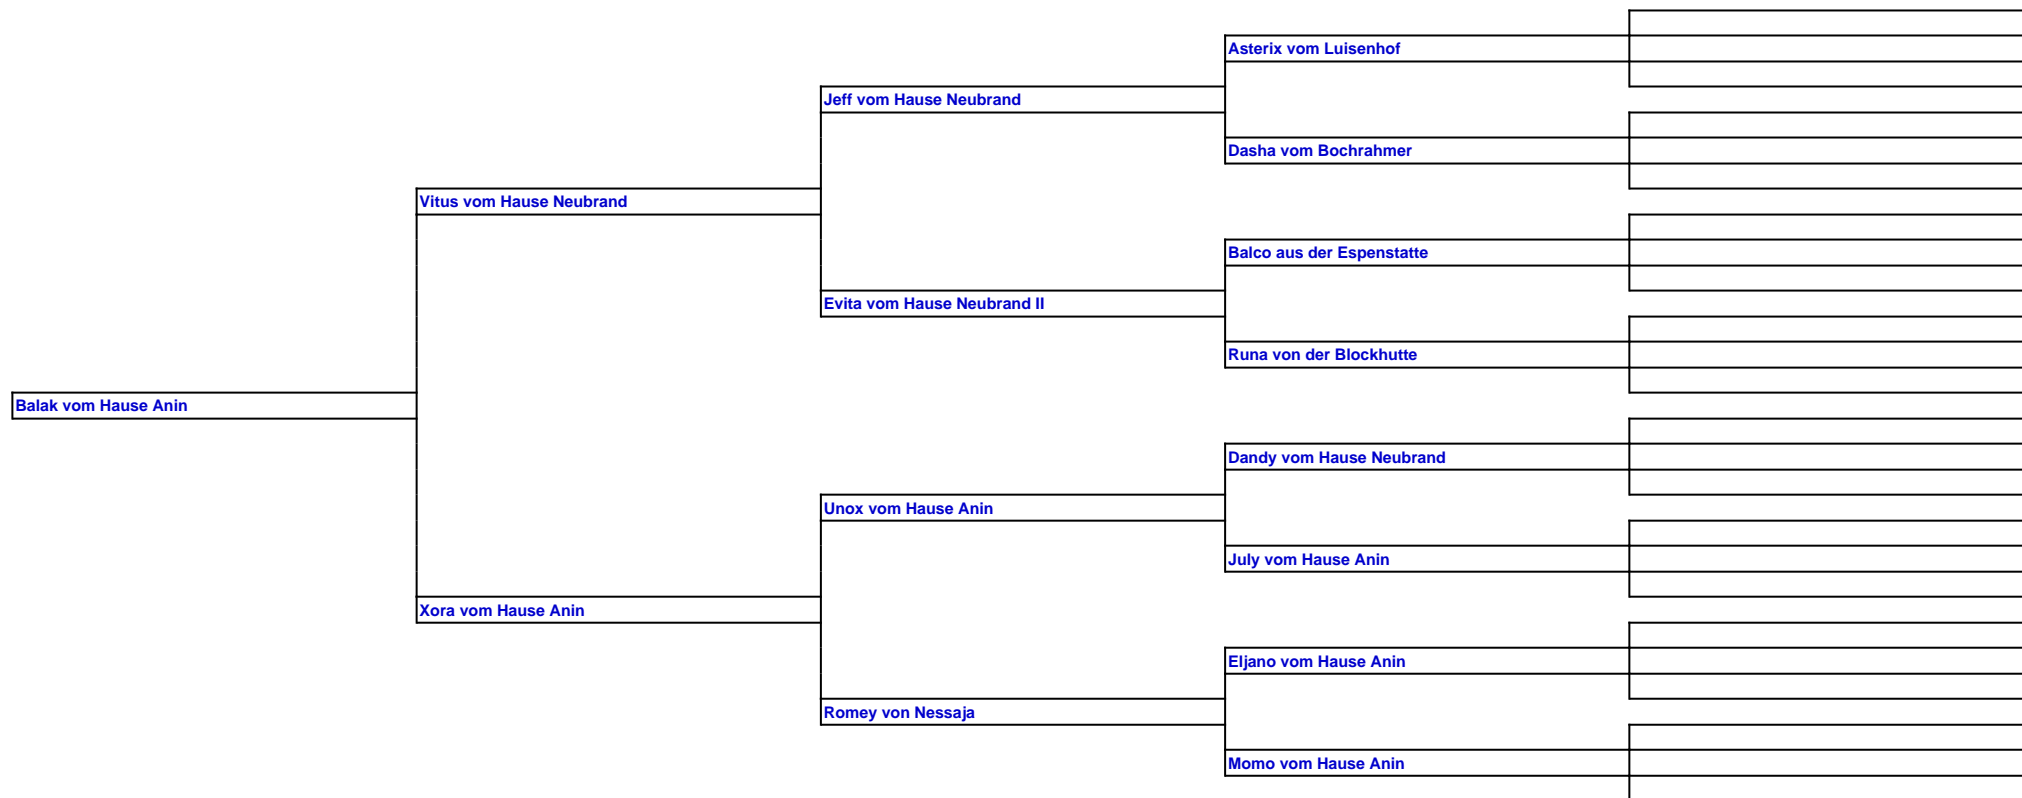 Asterix vom Luisenhof
Jeff vom Hause Neubrand
Dasha vom Bochrahmer
Vitus vom Hause Neubrand
Balco aus der Espenstatte
Evita vom Hause Neubrand II
Runa von der Blockhutte
Balak vom Hause Anin
Dandy vom Hause Neubrand
Unox vom Hause Anin
July vom Hause Anin
Xora vom Hause Anin
Eljano vom Hause Anin
Romey von Nessaja
Momo vom Hause Anin